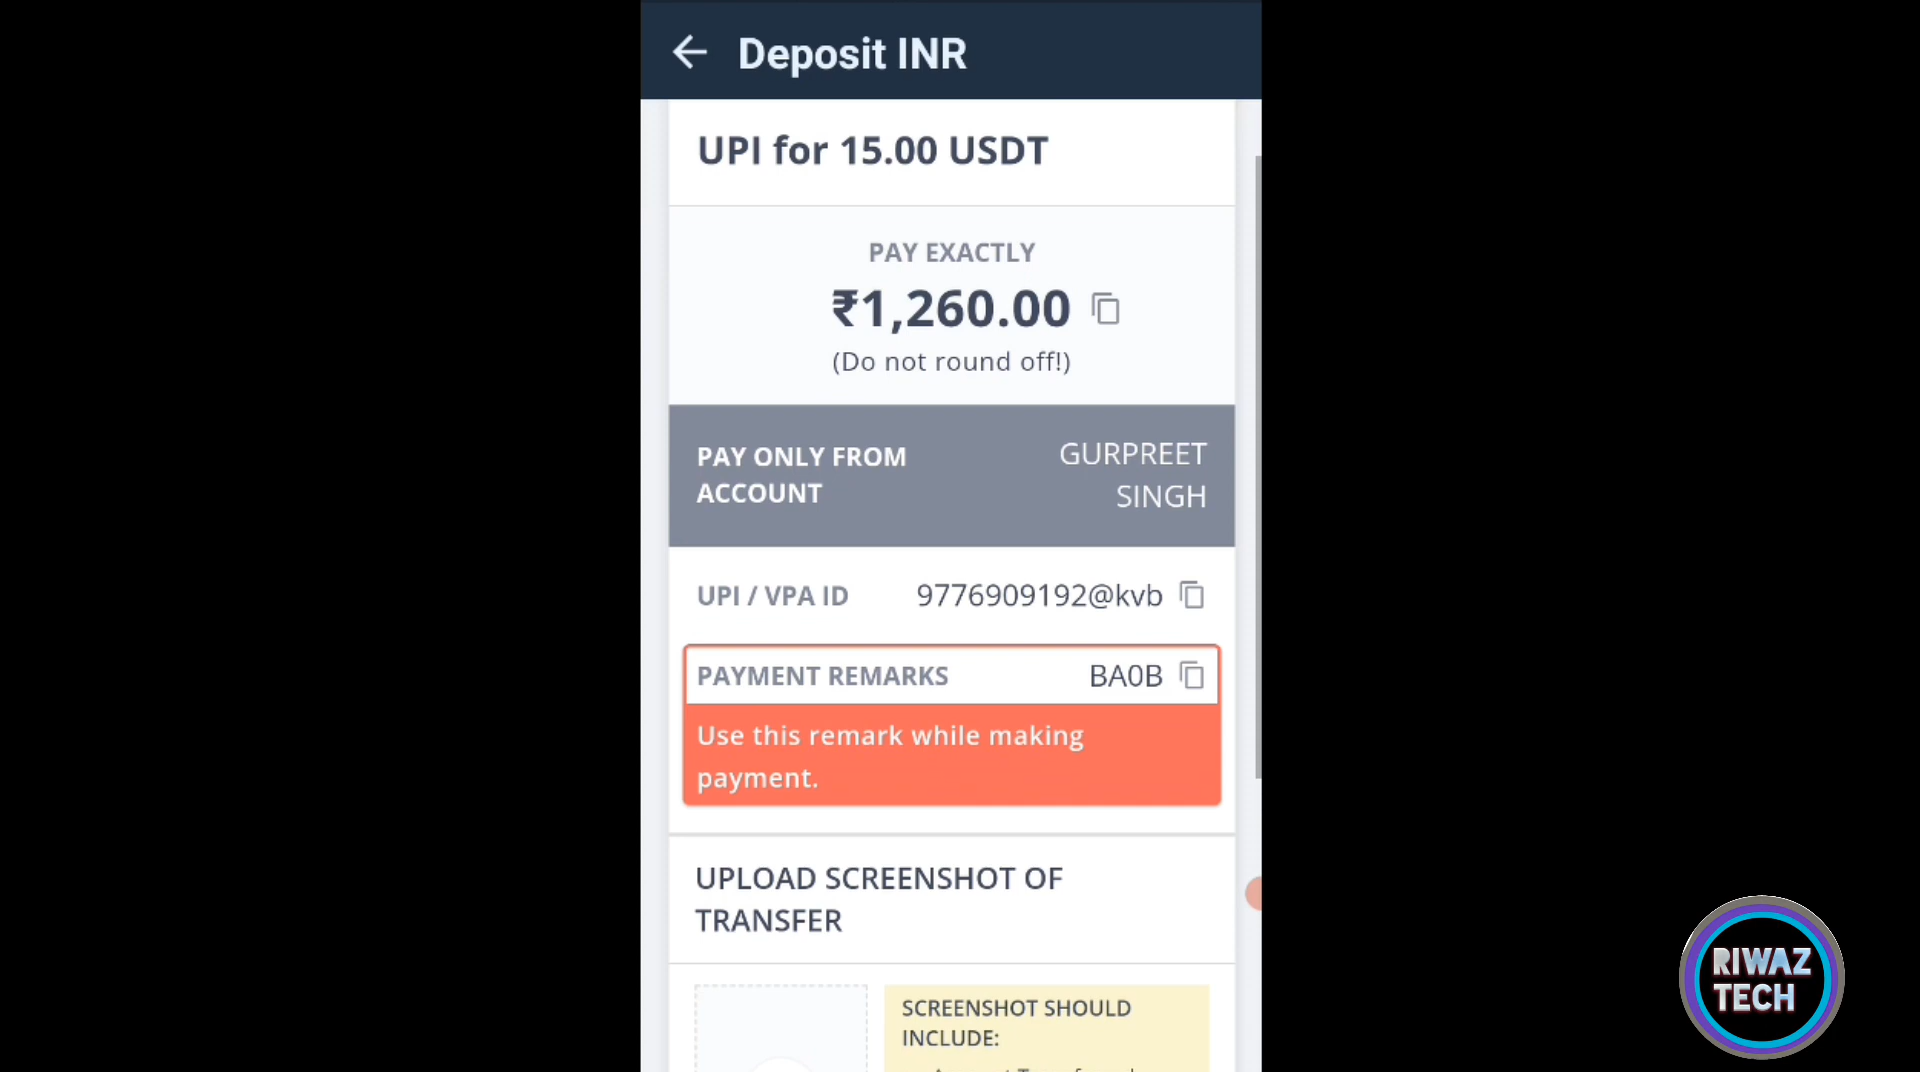 Deposit INR
UPI for 15.00 USDT
PAY EXACTLY
₹1,260.00
(Do not round off!)
PAY ONLY FROM
ACCOUNT
GURPREET
SINGH
UPI / VPA ID 9776909192@kvb
PAYMENT REMARKS BA0B
Use this remark while making
payment.
UPLOAD SCREENSHOT OF
TRANSFER
SCREENSHOT SHOULD
INCLUDE:
RIWAZ
TECH